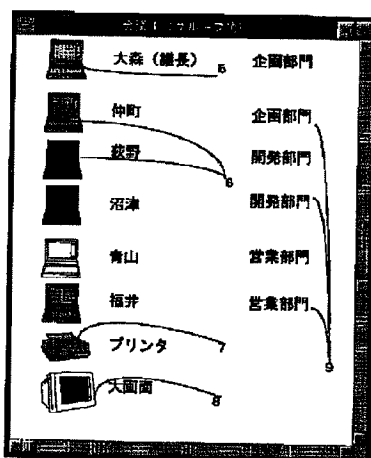 大森（議長） 5 企画部門
仲町 企画部門
荻野 開発部門
6
沼津 開発部門
青山 営業部門
福井 営業部門
プリンタ 7
9
大画面 8